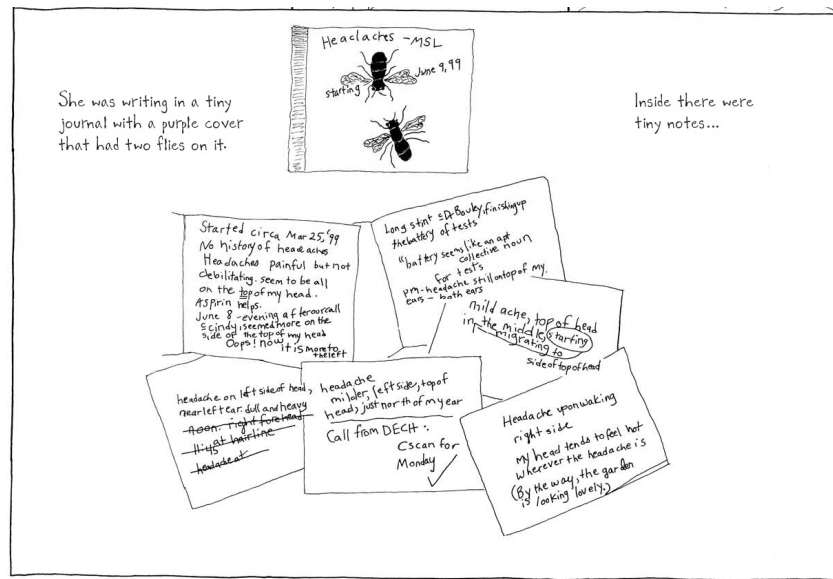 She was writing in a tiny
journal with a purple cover
that had two flies on it.
Headaches - MSL
starting June 9, 99
Inside there were
tiny notes...
Started circa Mar 25, '99
No history of headaches
Headaches painful but not
debilitating. seem to be all
on the top of my head.
Aspirin helps.
June 8 - evening after our call
c̄ Cindy, seemed more on the
side of the top of my head
Oops! now it is more to
the left
Long stint c̄ Dr Bouley, finishing up
the battery of tests
"battery seems like an apt
collective noun
for tests
pm - headache still on top of my
ears - both ears
mild ache, top of head
in the middle, starting
migrating to
side of top of head
headache on left side of head,
near left ear. dull and heavy
noon. right forehead
at hairline
11:45
headache at
headache
milder, left side, top of
head, just north of my ear
Call from DECH:
Cscan for
Monday
Headache upon waking
right side
My head tends to feel hot
wherever the headache is
(By the way, the garden
is looking lovely.)